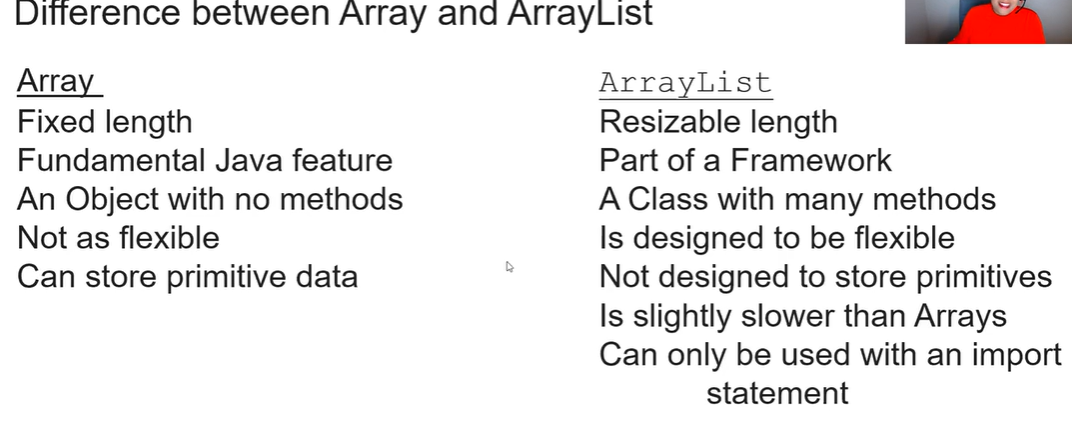 Difference between Array and ArrayList
Array
Fixed length
Fundamental Java feature
An Object with no methods
Not as flexible
Can store primitive data
ArrayList
Resizable length
Part of a Framework
A Class with many methods
Is designed to be flexible
Not designed to store primitives
Is slightly slower than Arrays
Can only be used with an import
statement